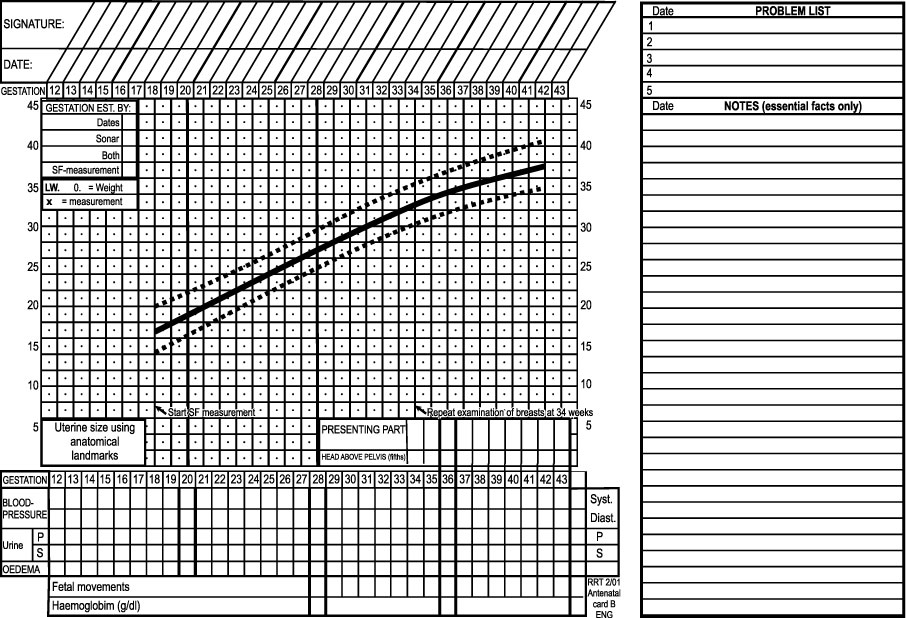 SIGNATURE:
DATE:
GESTATION 12 13 14 15 16 17 18 19 20 21 22 23 24 25 26 27 28 29 30 31 32 33 34 35 36 37 38 39 40 41 42 43
45 45
GESTATION EST. BY:
Dates
40 Sonar 40
Both
SF-measurement
35 LW. 0. = Weight 35
x = measurement
30 30
25 25
20 20
15 15
10 10
Start SF measurement Repeat examination of breasts at 34 weeks
5 5
Uterine size using
anatomical
landmarks
PRESENTING PART
HEAD ABOVE PELVIS (fifths)
GESTATION 12 13 14 15 16 17 18 19 20 21 22 23 24 25 26 27 28 29 30 31 32 33 34 35 36 37 38 39 40 41 42 43
BLOOD-
PRESSURE
Syst.
Diast.
Urine P P
S S
OEDEMA
Fetal movements
Haemoglobim (g/dl)
RRT 2/01
Antenatal
card B
ENG
Date PROBLEM LIST
1
2
3
4
5
Date NOTES (essential facts only)